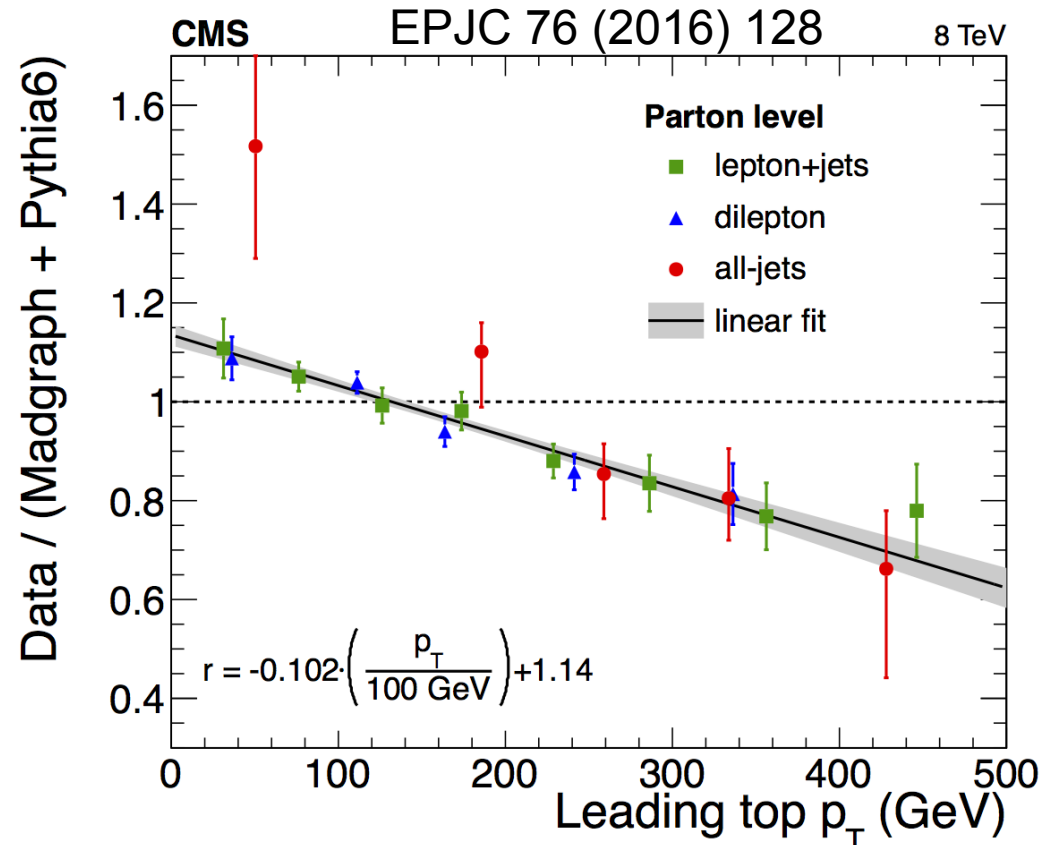 CMS EPJC 76 (2016) 128 8 TeV
Data / (Madgraph + Pythia6)
1.6
1.4
1.2
1
0.8
0.6
0.4
Parton level
lepton+jets
dilepton
all-jets
linear fit
r = -0.102·(p_T / 100 GeV)+1.14
0 100 200 300 400 500
Leading top p_T (GeV)